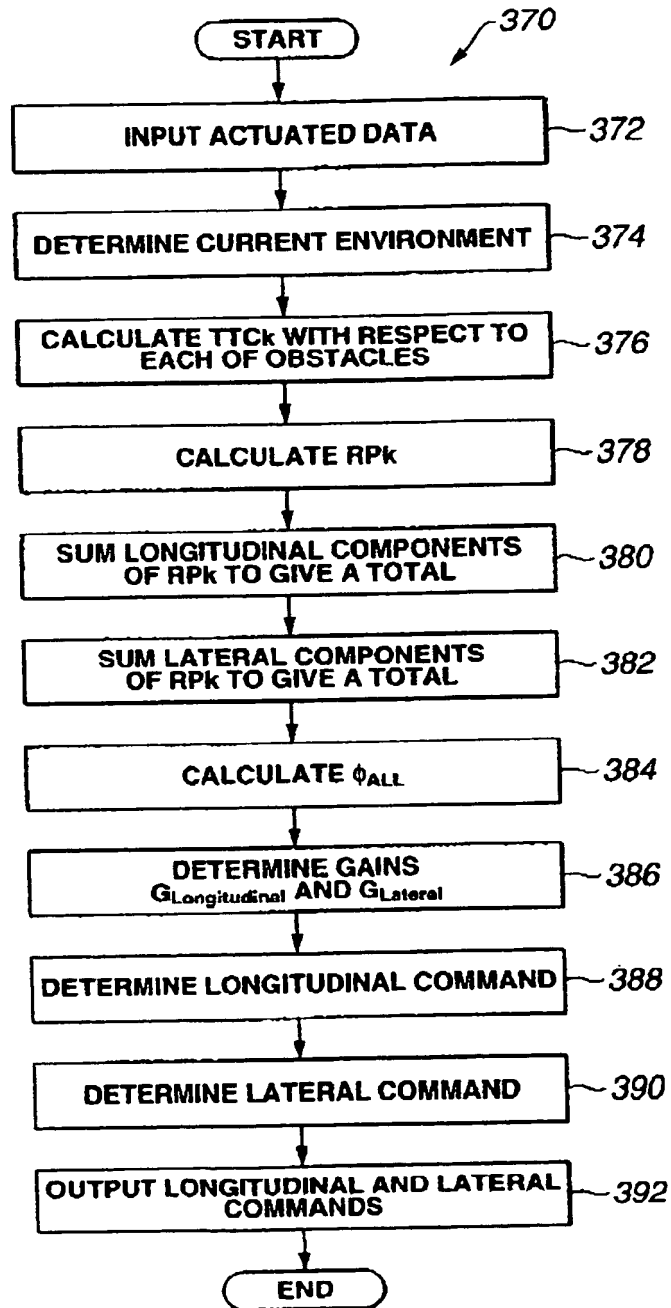 START
370
INPUT ACTUATED DATA
372
DETERMINE CURRENT ENVIRONMENT
374
CALCULATE TTCk WITH RESPECT TO
EACH OF OBSTACLES
376
CALCULATE RPk
378
SUM LONGITUDINAL COMPONENTS
OF RPk TO GIVE A TOTAL
380
SUM LATERAL COMPONENTS
OF RPk TO GIVE A TOTAL
382
CALCULATE ϕALL
384
DETERMINE GAINS
GLongitudinal AND GLateral
386
DETERMINE LONGITUDINAL COMMAND
388
DETERMINE LATERAL COMMAND
390
OUTPUT LONGITUDINAL AND LATERAL
COMMANDS
392
END